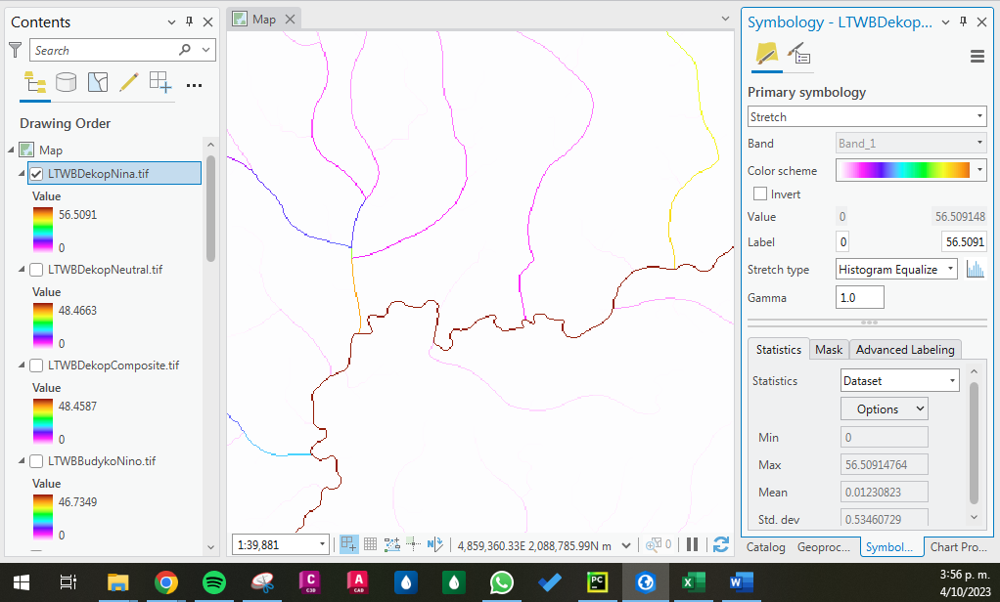 Contents
Search
Drawing Order
Map
LTWBDekopNina.tif
Value
56.5091
0
LTWBDekopNeutral.tif
Value
48.4663
0
LTWBDekopComposite.tif
Value
48.4587
0
LTWBBudykoNino.tif
Value
46.7349
0
Map
1:39,881
4,859,360.33E 2,088,785.99N m
0
Symbology - LTWBDekop...
Primary symbology
Stretch
Band Band_1
Color scheme
Invert
Value 0 56.509148
Label 0 56.5091
Stretch type Histogram Equalize
Gamma 1.0
Statistics Mask Advanced Labeling
Statistics Dataset
Options
Min 0
Max 56.50914764
Mean 0.01230823
Std. dev 0.53460729
Catalog Geoproc... Symbol... Chart Pro...
C
C3D
A
CAD
PC
X
W
3:56 p. m.
4/10/2023